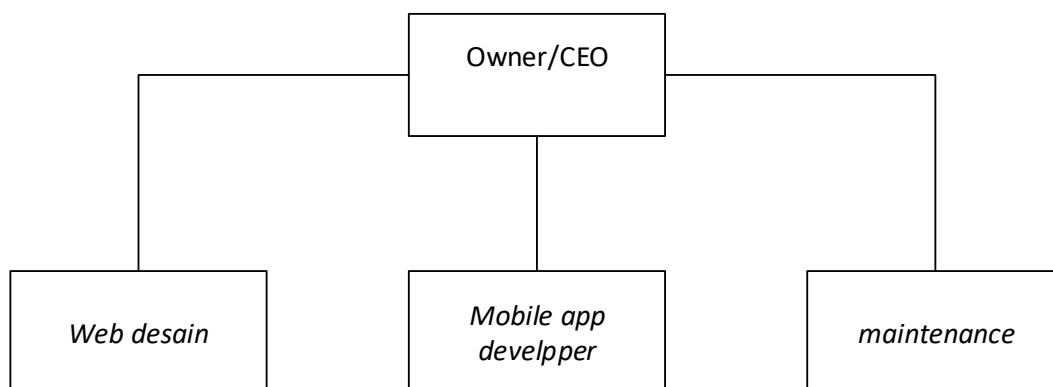 Owner/CEO
Web desain
Mobile app
develpper
maintenance